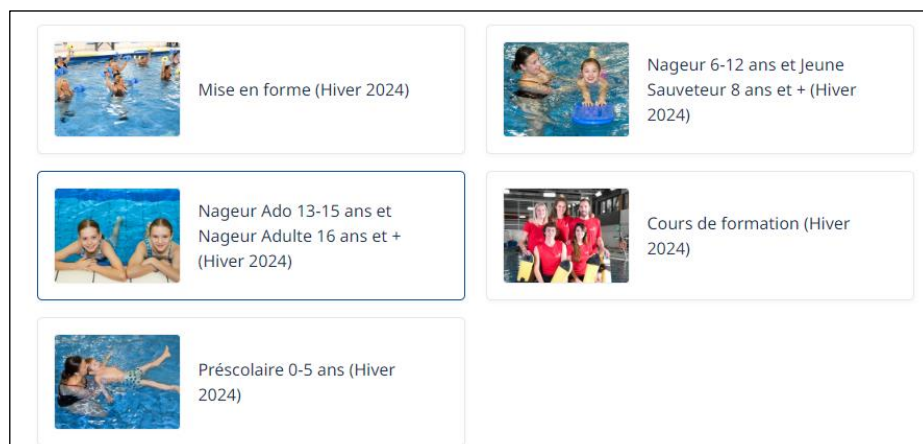 Mise en forme (Hiver 2024)
Nageur 6-12 ans et Jeune
Sauveteur 8 ans et + (Hiver
2024)
Nageur Ado 13-15 ans et
Nageur Adulte 16 ans et +
(Hiver 2024)
Cours de formation (Hiver
2024)
Préscolaire 0-5 ans (Hiver
2024)